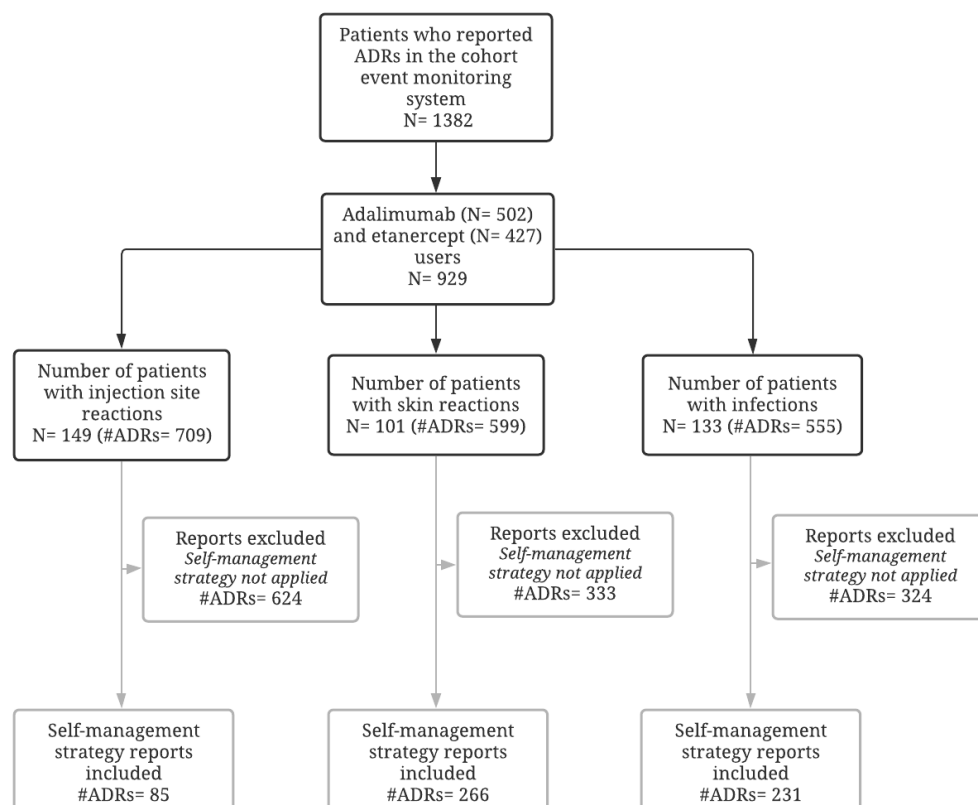 Patients who reported
ADRs in the cohort
event monitoring
system
N= 1382
Adalimumab (N= 502)
and etanercept (N= 427)
users
N= 929
Number of patients
with injection site
reactions
N= 149 (#ADRs= 709)
Number of patients
with skin reactions
N= 101 (#ADRs= 599)
Number of patients
with infections
N= 133 (#ADRs= 555)
Reports excluded
Self-management
strategy not applied
#ADRs= 624
Reports excluded
Self-management
strategy not applied
#ADRs= 333
Reports excluded
Self-management
strategy not applied
#ADRs= 324
Self-management
strategy reports
included
#ADRs= 85
Self-management
strategy reports
included
#ADRs= 266
Self-management
strategy reports
included
#ADRs= 231